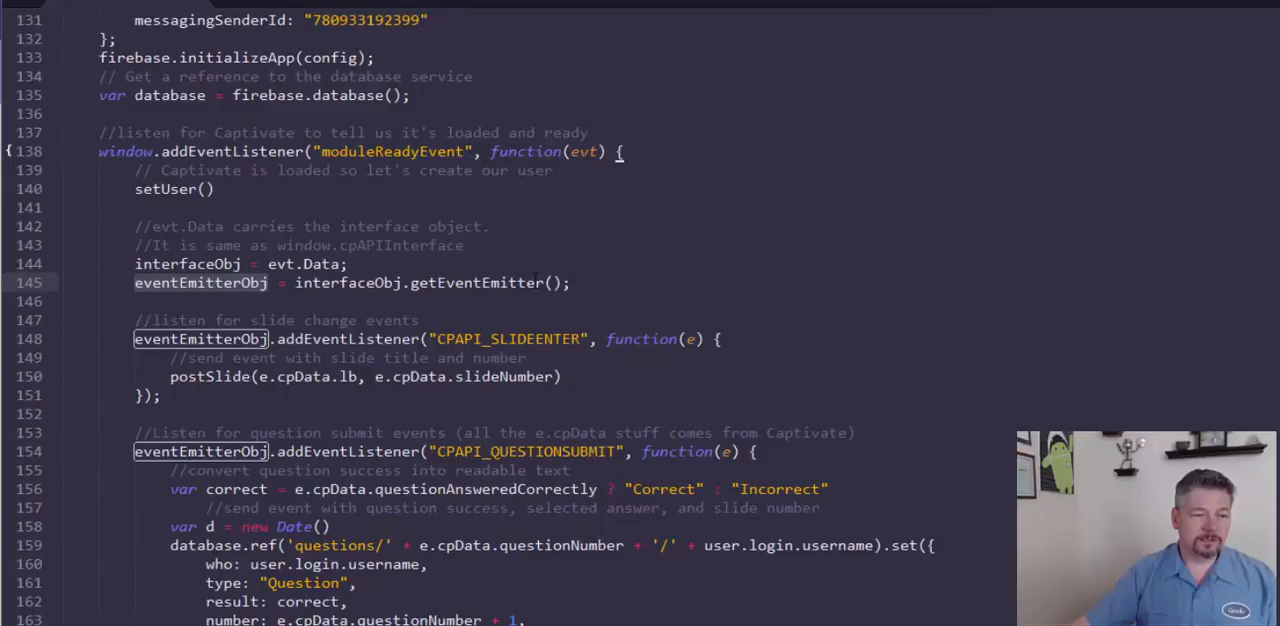 131 messagingSenderId: "780933192399"
132 };
133 firebase.initializeApp(config);
134 // Get a reference to the database service
135 var database = firebase.database();
136
137 //listen for Captivate to tell us it's loaded and ready
{138 window.addEventListener("moduleReadyEvent", function(evt) {
139 // Captivate is loaded so let's create our user
140 setUser()
141
142 //evt.Data carries the interface object.
143 //It is same as window.cpAPIInterface
144 interfaceObj = evt.Data;
145 eventEmitterObj = interfaceObj.getEventEmitter();
146
147 //listen for slide change events
148 eventEmitterObj.addEventListener("CPAPI_SLIDEENTER", function(e) {
149 //send event with slide title and number
150 postSlide(e.cpData.lb, e.cpData.slideNumber)
151 });
152
153 //Listen for question submit events (all the e.cpData stuff comes from Captivate)
154 eventEmitterObj.addEventListener("CPAPI_QUESTIONSUBMIT", function(e) {
155 //convert question success into readable text
156 var correct = e.cpData.questionAnsweredCorrectly ? "Correct" : "Incorrect"
157 //send event with question success, selected answer, and slide number
158 var d = new Date()
159 database.ref('questions/' + e.cpData.questionNumber + '/' + user.login.username).set({
160 who: user.login.username,
161 type: "Question",
162 result: correct,
163 number: e.cpData.questionNumber + 1,
Geek